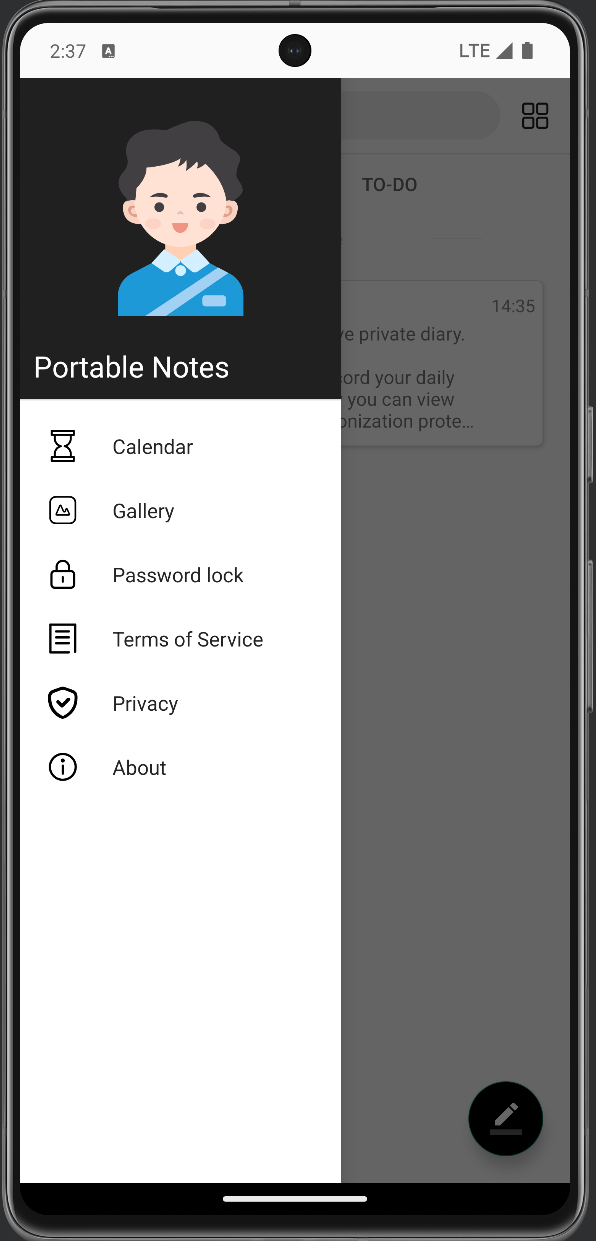 2:37 A LTE
TO-DO
14:35
ve private diary.
ord your daily
you can view
onization prote...
Portable Notes
Calendar
Gallery
Password lock
Terms of Service
Privacy
About